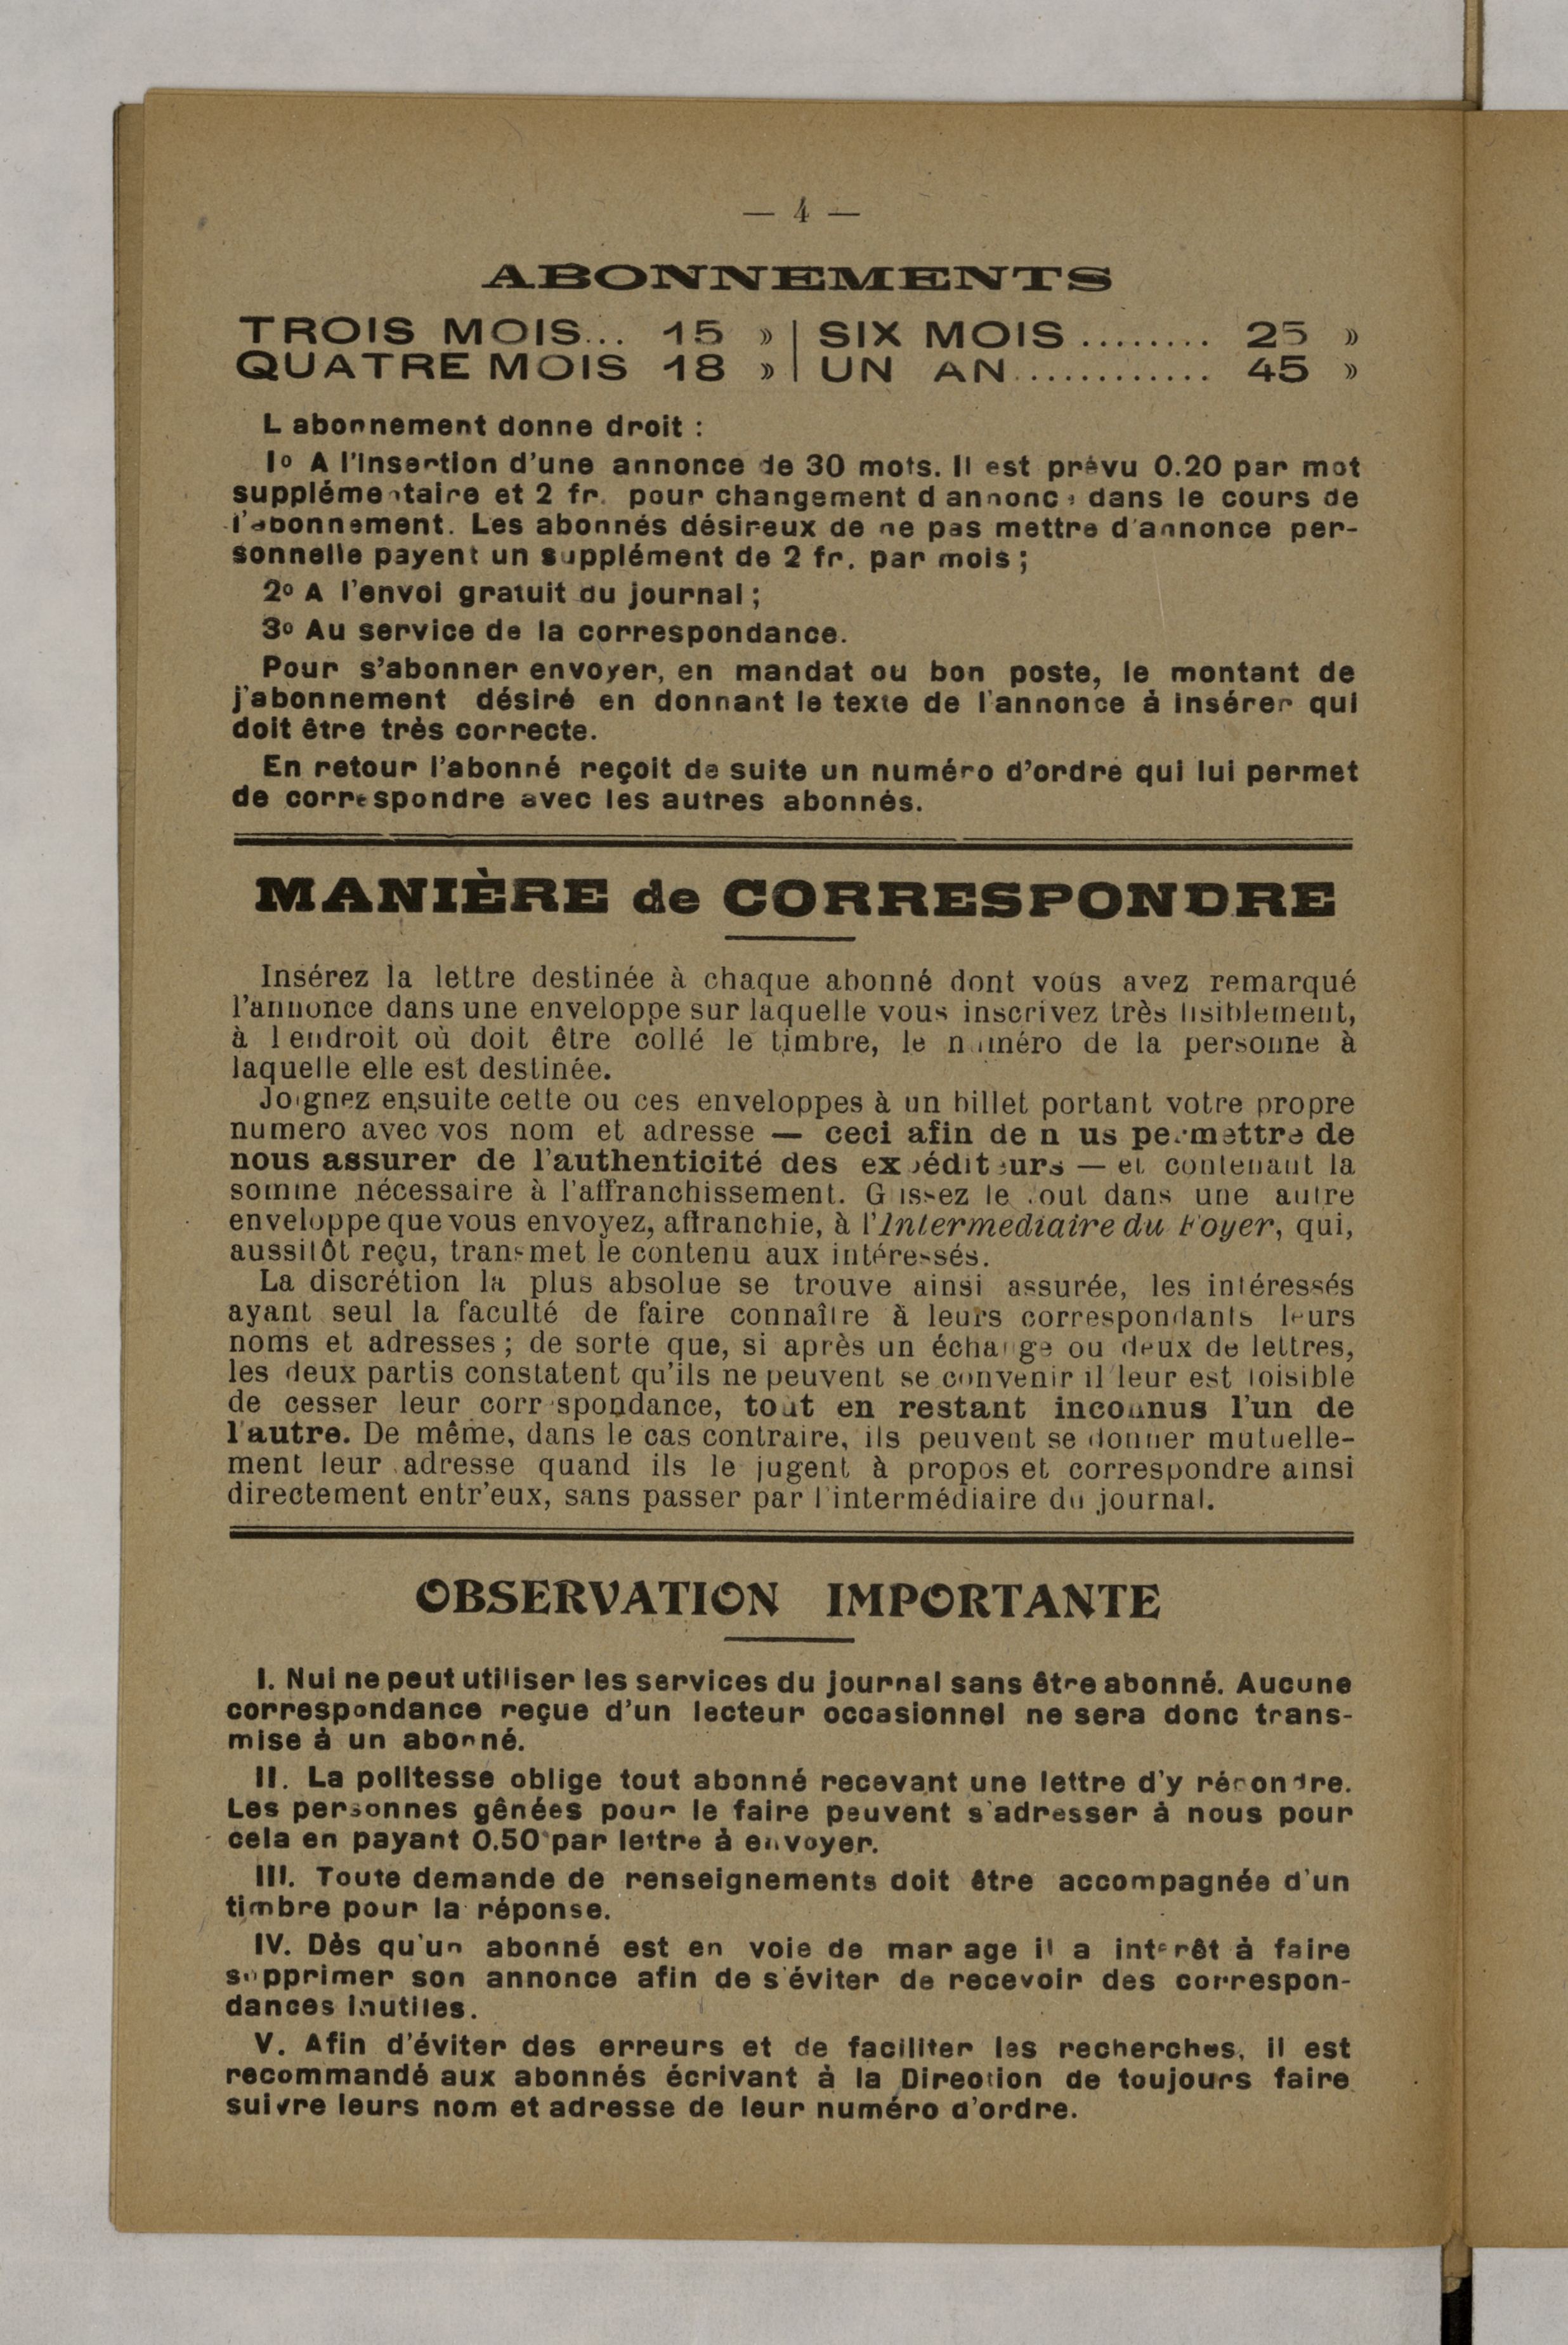 — 4 —
ABONNEMENTS
TROIS MOIS... 15 » | SIX MOIS ........ 25 »
QUATRE MOIS 18 » | UN AN ............ 45 »
L abonnement donne droit :
1º A l'insertion d'une annonce de 30 mots. Il est prévu 0.20 par mot
supplémentaire et 2 fr. pour changement d annonce dans le cours de
l'abonnement. Les abonnés désireux de ne pas mettre d'annonce per-
sonnelle payent un supplément de 2 fr. par mois ;
2º A l'envoi gratuit du journal ;
3º Au service de la correspondance.
Pour s'abonner envoyer, en mandat ou bon poste, le montant de
j'abonnement désiré en donnant le texte de l'annonce à insérer qui
doit être très correcte.
En retour l'abonné reçoit de suite un numéro d'ordre qui lui permet
de correspondre avec les autres abonnés.
MANIÈRE de CORRESPONDRE
Insérez la lettre destinée à chaque abonné dont vous avez remarqué
l'annonce dans une enveloppe sur laquelle vous inscrivez très lisiblement,
à l endroit où doit être collé le timbre, le numéro de la personne à
laquelle elle est destinée.
Joignez ensuite cette ou ces enveloppes à un billet portant votre propre
numero avec vos nom et adresse — ceci afin de n us permettre de
nous assurer de l'authenticité des expéditeurs — et contenant la
somme nécessaire à l'affranchissement. G issez le tout dans une autre
enveloppe que vous envoyez, affranchie, à l'Intermediaire du Foyer, qui,
aussitôt reçu, transmet le contenu aux intéressés.
La discrétion la plus absolue se trouve ainsi assurée, les intéressés
ayant seul la faculté de faire connaître à leurs correspondants leurs
noms et adresses ; de sorte que, si après un échange ou deux de lettres,
les deux partis constatent qu'ils ne peuvent se convenir il leur est loisible
de cesser leur correspondance, tout en restant inconnus l'un de
l'autre. De même, dans le cas contraire, ils peuvent se donner mutuelle-
ment leur adresse quand ils le jugent à propos et correspondre ainsi
directement entr'eux, sans passer par l'intermédiaire du journal.
OBSERVATION IMPORTANTE
I. Nul ne peut utiliser les services du journal sans être abonné. Aucune
correspondance reçue d'un lecteur occasionnel ne sera donc trans-
mise à un abonné.
II. La politesse oblige tout abonné recevant une lettre d'y répondre.
Les personnes gênées pour le faire peuvent s'adresser à nous pour
cela en payant 0.50 par lettre à envoyer.
III. Toute demande de renseignements doit être accompagnée d'un
timbre pour la réponse.
IV. Dès qu'un abonné est en voie de mar age il a intérêt à faire
supprimer son annonce afin de s'éviter de recevoir des correspon-
dances inutiles.
V. Afin d'éviter des erreurs et de faciliter les recherches, il est
recommandé aux abonnés écrivant à la Direction de toujours faire
suivre leurs nom et adresse de leur numéro d'ordre.